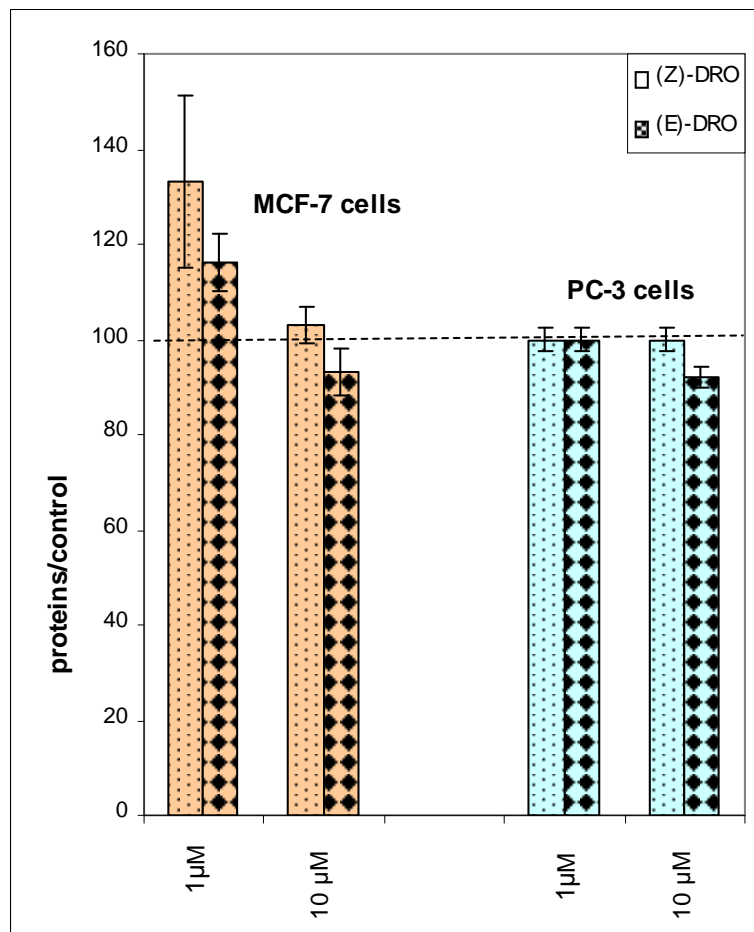 160
(Z)-DRO
140
(E)-DRO
MCF-7 cells
120
PC-3 cells
100
80
60
40
20
0
proteins/control
1µM
10 µM
1µM
10 µM